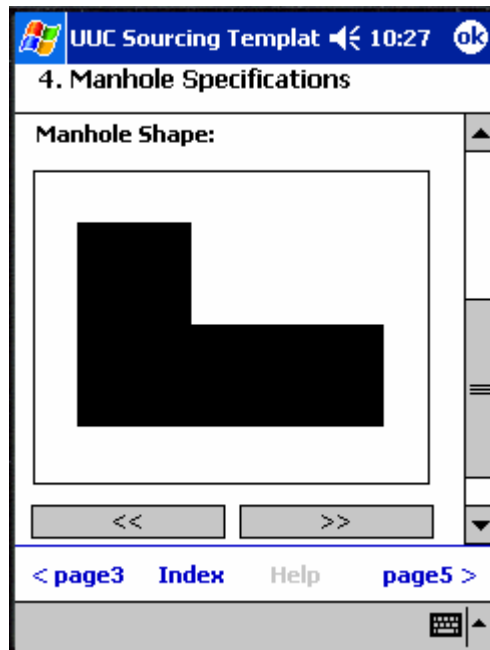 UUC Sourcing Templat 10:27 ok
4. Manhole Specifications
Manhole Shape:
<< >>
< page3 Index Help page5 >